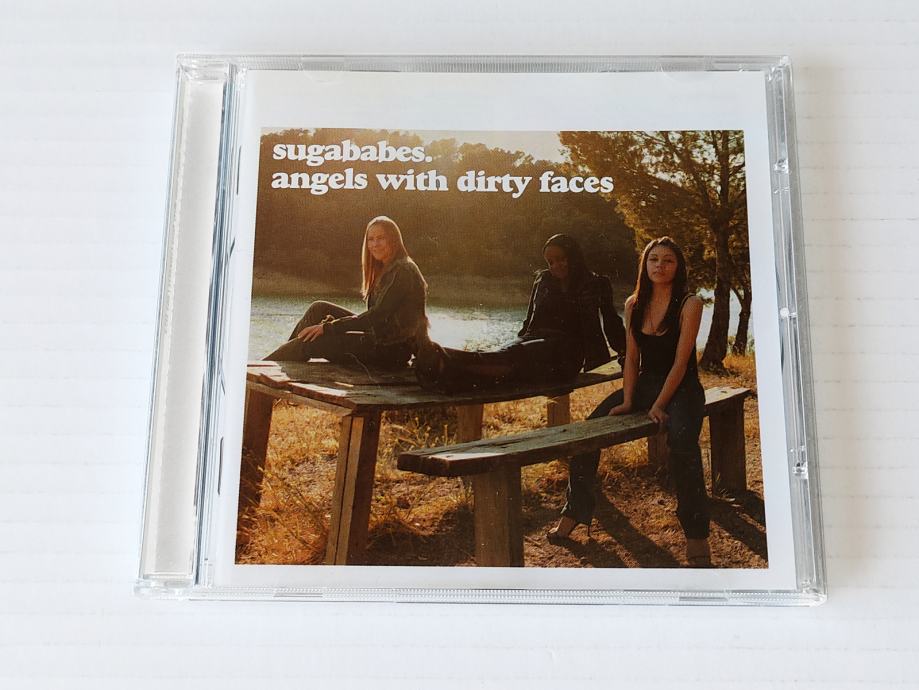 sugababes.
angels with dirty faces